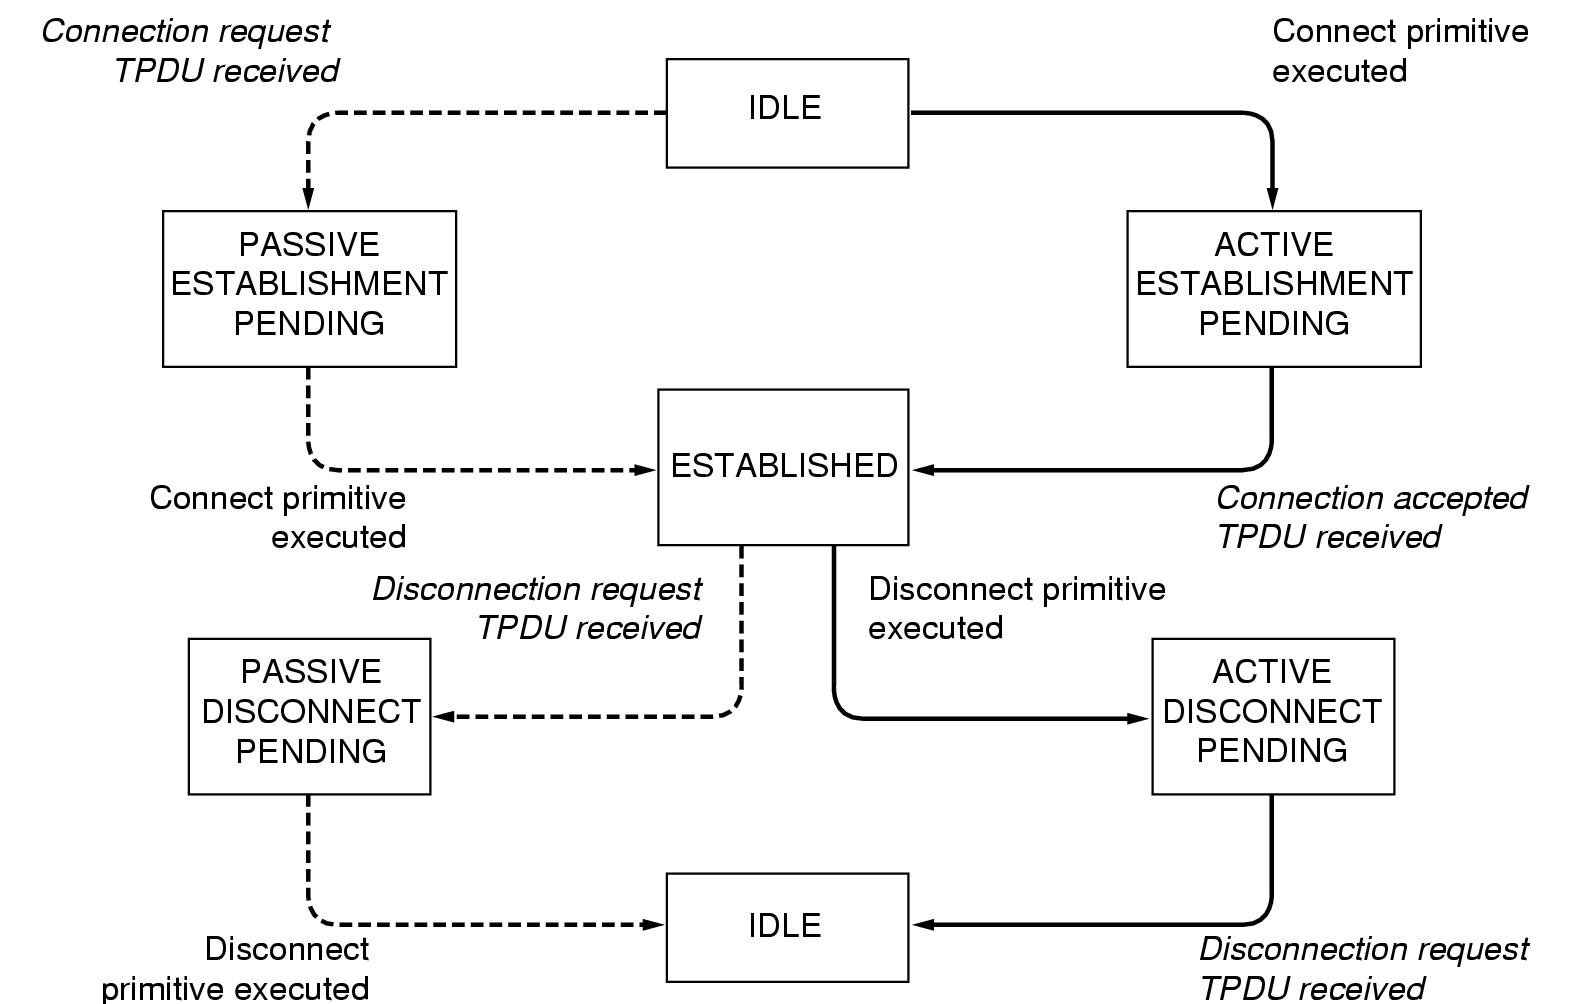 Connection request
TPDU received
IDLE
Connect primitive
executed
PASSIVE
ESTABLISHMENT
PENDING
ACTIVE
ESTABLISHMENT
PENDING
ESTABLISHED
Connect primitive
executed
Connection accepted
TPDU received
Disconnection request
TPDU received
Disconnect primitive
executed
PASSIVE
DISCONNECT
PENDING
ACTIVE
DISCONNECT
PENDING
IDLE
Disconnect
primitive executed
Disconnection request
TPDU received